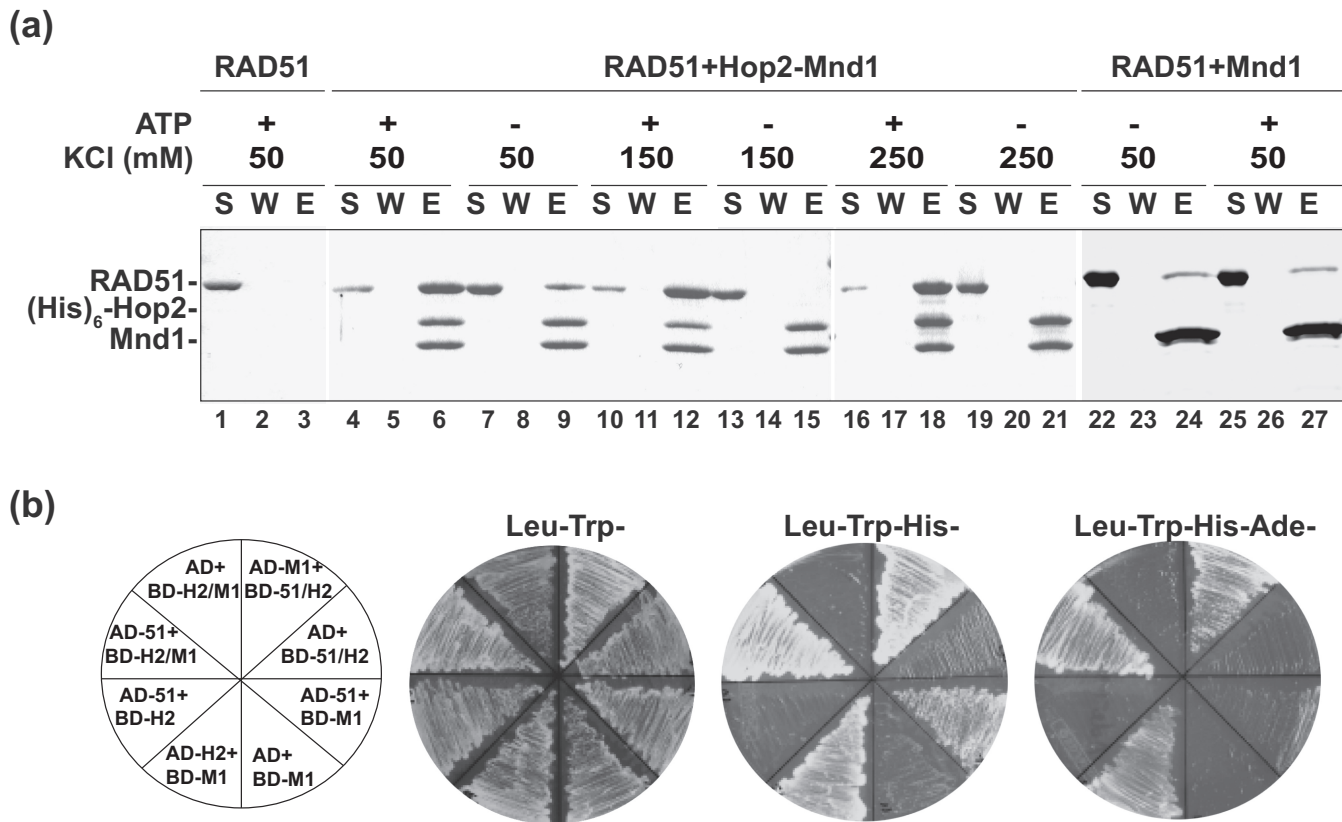 (a)
RAD51 RAD51+Hop2-Mnd1 RAD51+Mnd1
ATP + + - + - + - - +
KCl (mM) 50 50 50 150 150 250 250 50 50
S W E S W E S W E S W E S W E S W E S W E S W E S W E
RAD51-
(His)6-Hop2-
Mnd1-
1 2 3 4 5 6 7 8 9 10 11 12 13 14 15 16 17 18 19 20 21 22 23 24 25 26 27
(b)
Leu-Trp- Leu-Trp-His- Leu-Trp-His-Ade-
AD+ AD-M1+
BD-H2/M1 BD-51/H2
AD-51+ AD+
BD-H2/M1 BD-51/H2
AD-51+ AD-51+
BD-H2 BD-M1
AD-H2+ AD+
BD-M1 BD-M1